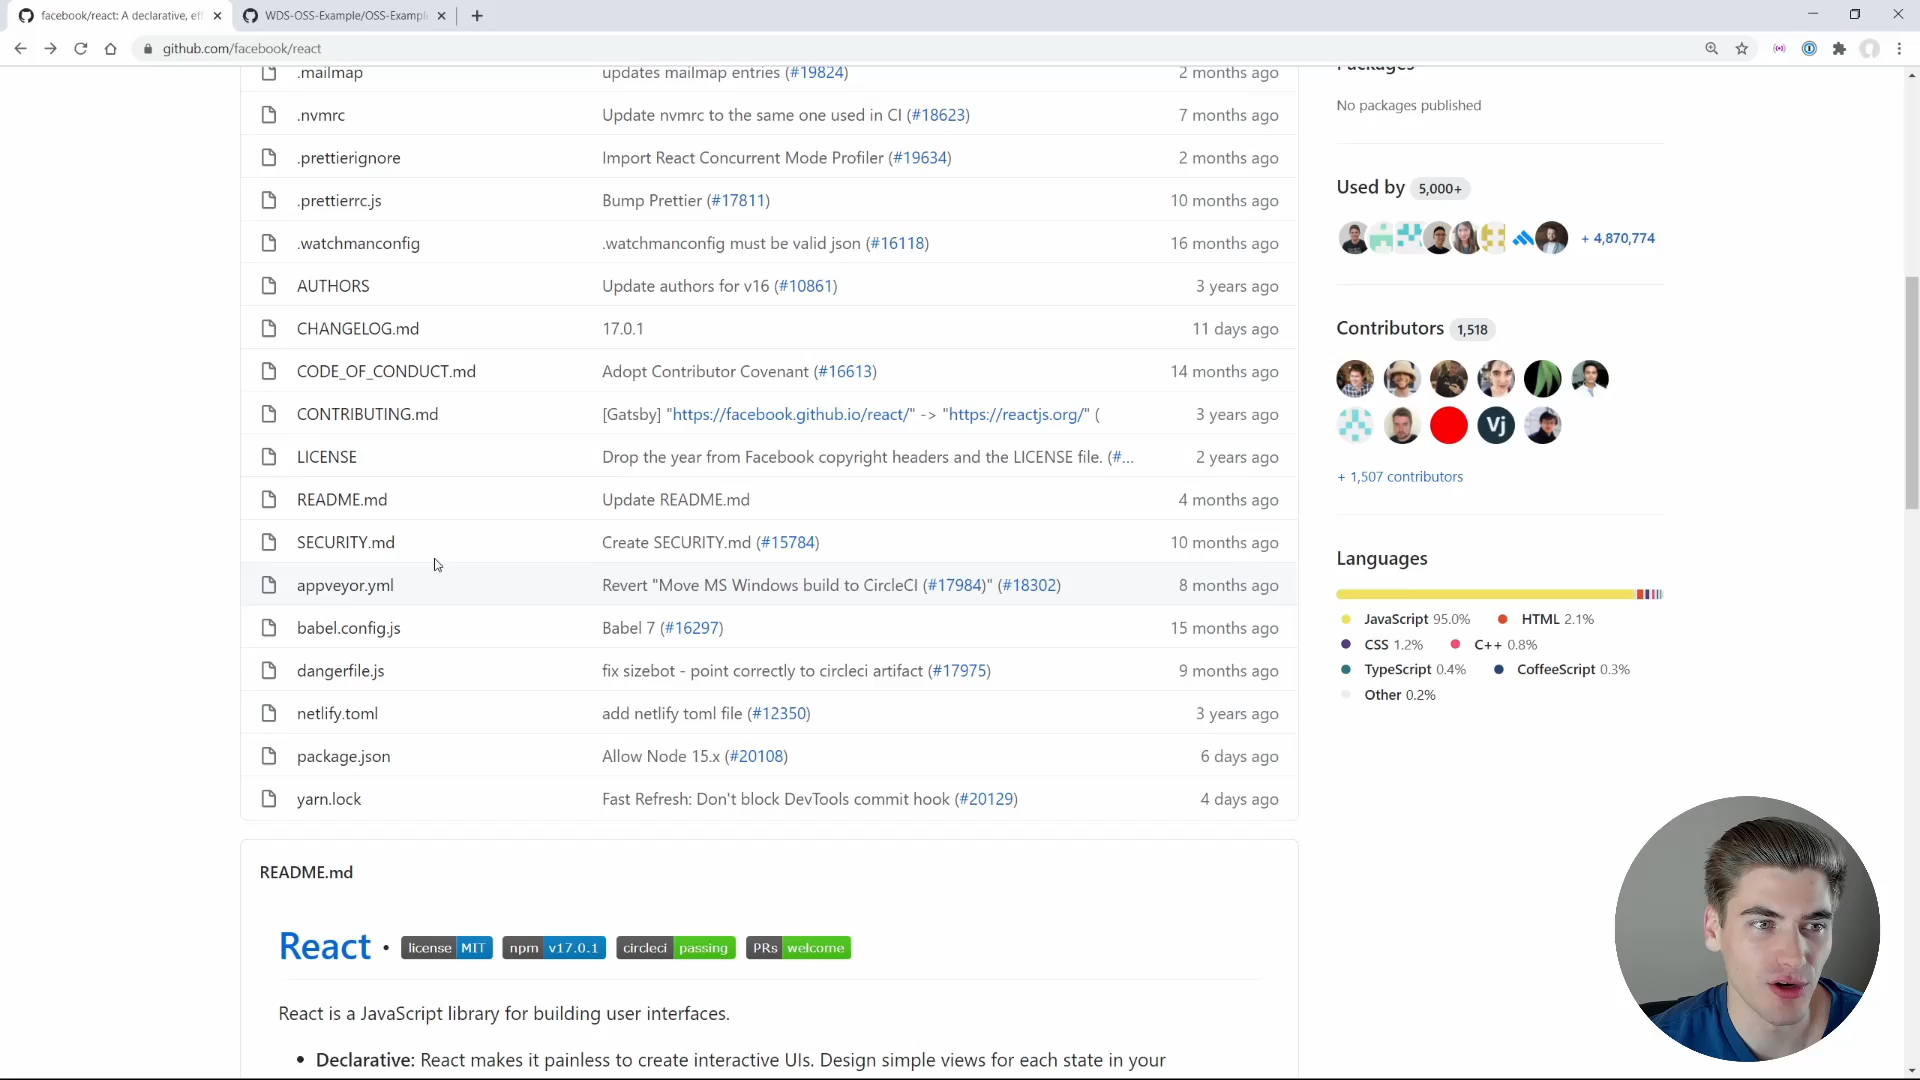 facebook/react: A declarative, eff
WDS-OSS-Example/OSS-Example
github.com/facebook/react
.mailmap updates mailmap entries (#19824) 2 months ago
.nvmrc Update nvmrc to the same one used in CI (#18623) 7 months ago
.prettierignore Import React Concurrent Mode Profiler (#19634) 2 months ago
.prettierrc.js Bump Prettier (#17811) 10 months ago
.watchmanconfig .watchmanconfig must be valid json (#16118) 16 months ago
AUTHORS Update authors for v16 (#10861) 3 years ago
CHANGELOG.md 17.0.1 11 days ago
CODE_OF_CONDUCT.md Adopt Contributor Covenant (#16613) 14 months ago
CONTRIBUTING.md [Gatsby] "https://facebook.github.io/react/" -> "https://reactjs.org/" ( 3 years ago
LICENSE Drop the year from Facebook copyright headers and the LICENSE file. (#... 2 years ago
README.md Update README.md 4 months ago
SECURITY.md Create SECURITY.md (#15784) 10 months ago
appveyor.yml Revert "Move MS Windows build to CircleCI (#17984)" (#18302) 8 months ago
babel.config.js Babel 7 (#16297) 15 months ago
dangerfile.js fix sizebot - point correctly to circleci artifact (#17975) 9 months ago
netlify.toml add netlify toml file (#12350) 3 years ago
package.json Allow Node 15.x (#20108) 6 days ago
yarn.lock Fast Refresh: Don't block DevTools commit hook (#20129) 4 days ago
README.md
React • license MIT npm v17.0.1 circleci passing PRs welcome
React is a JavaScript library for building user interfaces.
• Declarative: React makes it painless to create interactive UIs. Design simple views for each state in your
Packages
No packages published
Used by 5,000+
+ 4,870,774
Contributors 1,518
Vj
+ 1,507 contributors
Languages
JavaScript 95.0% HTML 2.1%
CSS 1.2% C++ 0.8%
TypeScript 0.4% CoffeeScript 0.3%
Other 0.2%